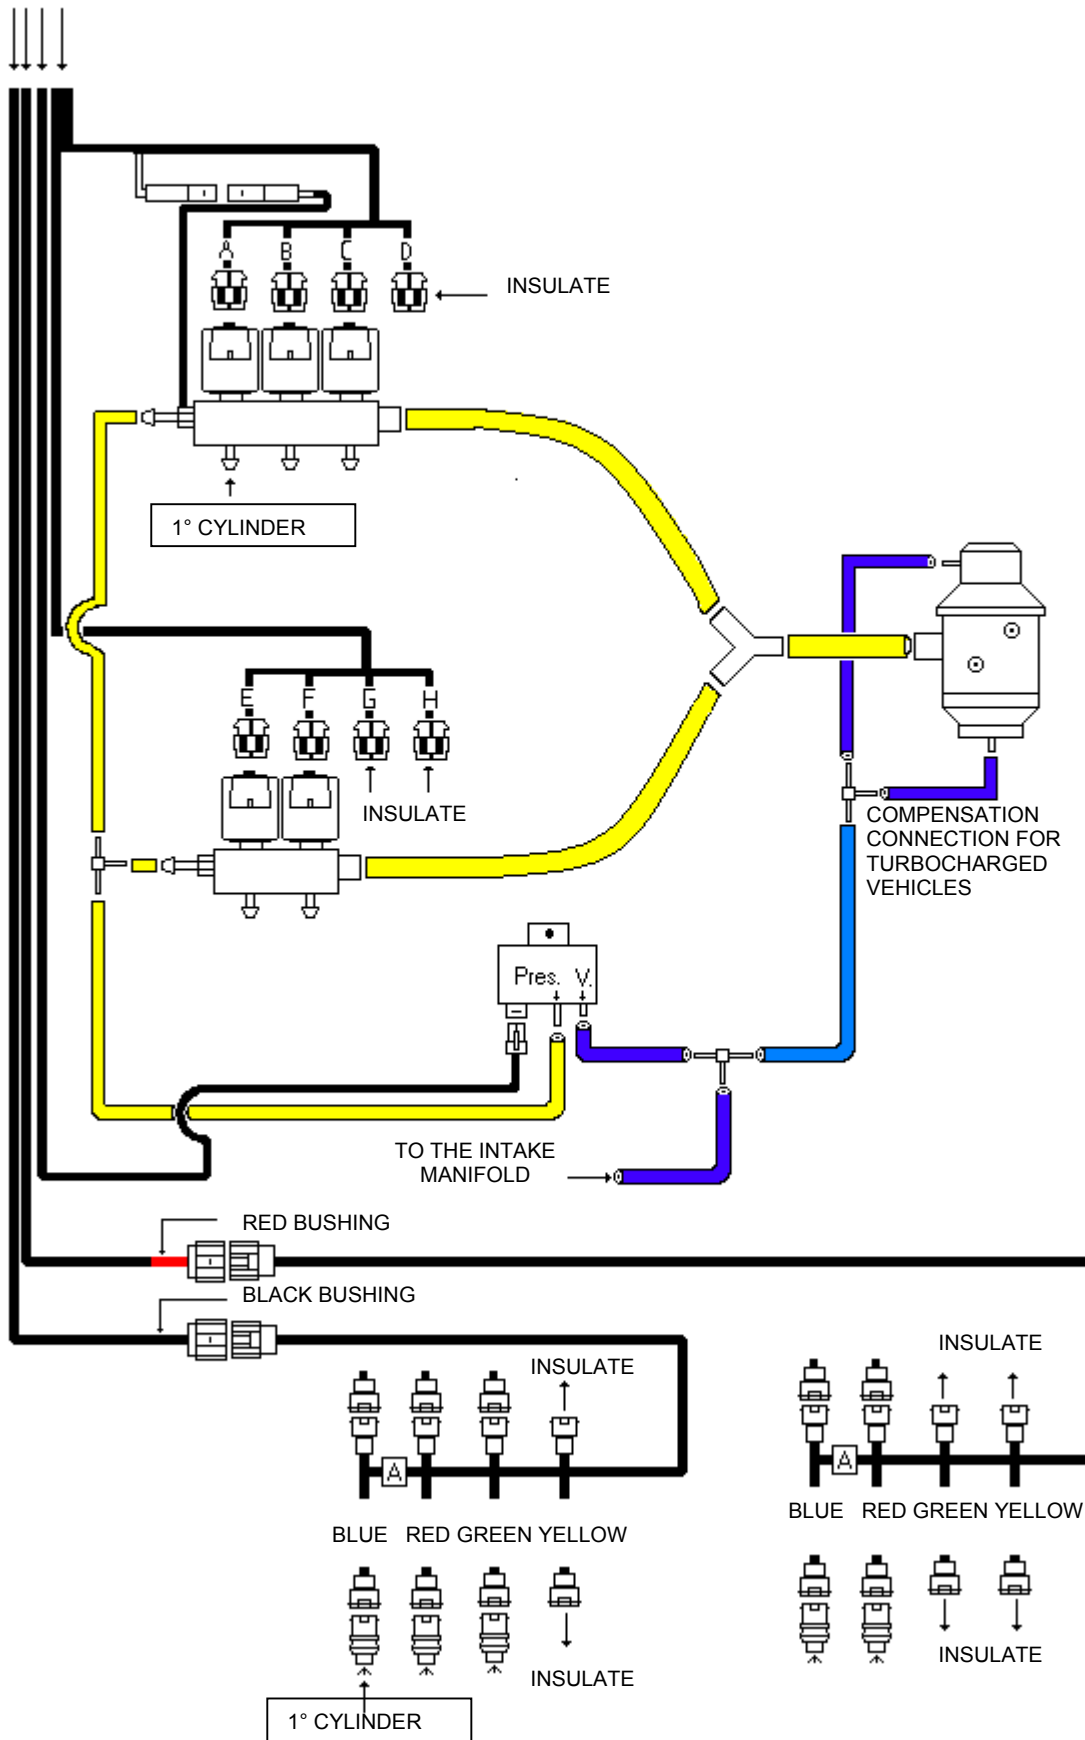 A B C D
INSULATE
1° CYLINDER
E F G H
INSULATE
COMPENSATION
CONNECTION FOR
TURBOCHARGED
VEHICLES
Pres. V.
TO THE INTAKE
MANIFOLD
RED BUSHING
BLACK BUSHING
INSULATE
A
BLUE RED GREEN YELLOW
INSULATE
1° CYLINDER
INSULATE
A
BLUE RED GREEN YELLOW
INSULATE